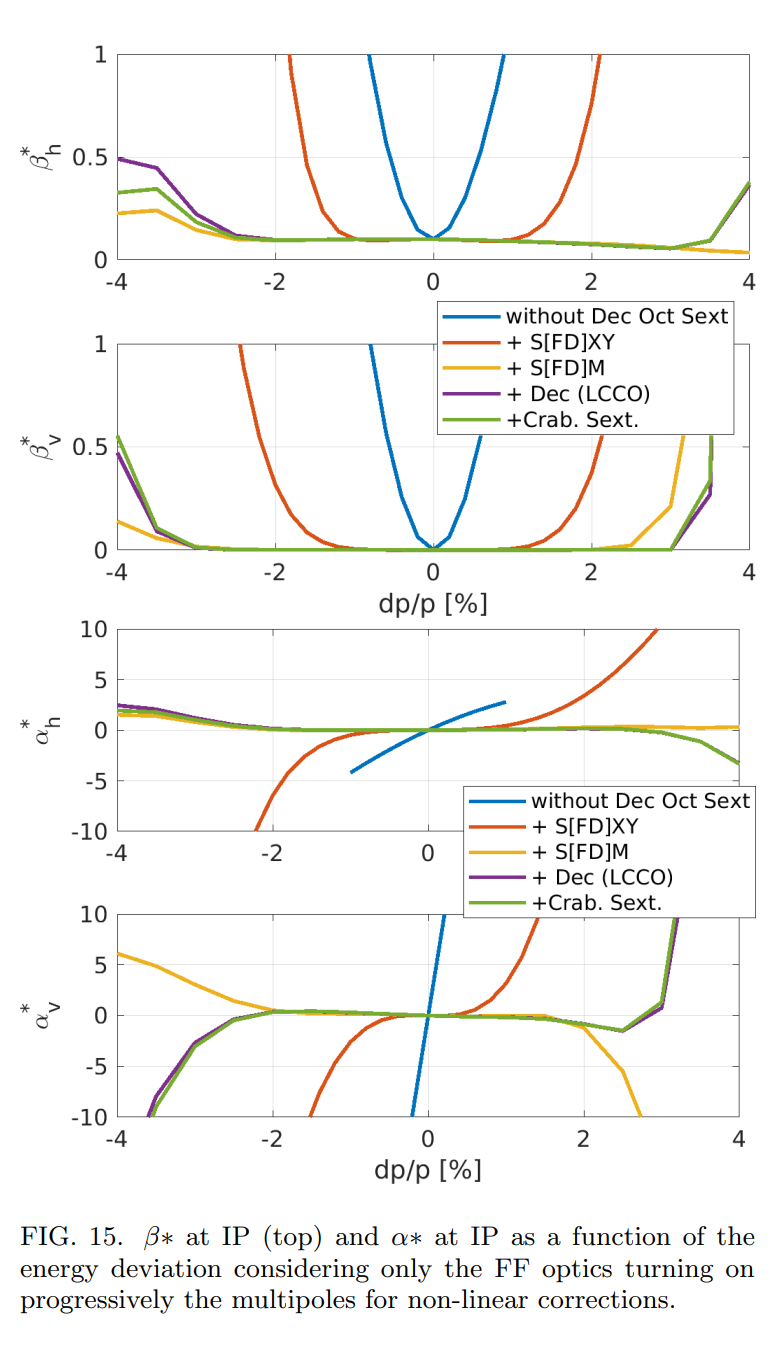 1
0.5
0
β*h
-4 -2 0 2 4
without Dec Oct Sext
+ S[FD]XY
+ S[FD]M
+ Dec (LCCO)
+Crab. Sext.
1
0.5
0
β*v
-4 -2 0 2 4
dp/p [%]
10
5
0
-5
-10
α*h
-4 -2 0
without Dec Oct Sext
+ S[FD]XY
+ S[FD]M
+ Dec (LCCO)
+Crab. Sext.
10
5
0
-5
-10
α*v
-4 -2 0 2 4
dp/p [%]
FIG. 15. β∗ at IP (top) and α∗ at IP as a function of the
energy deviation considering only the FF optics turning on
progressively the multipoles for non-linear corrections.